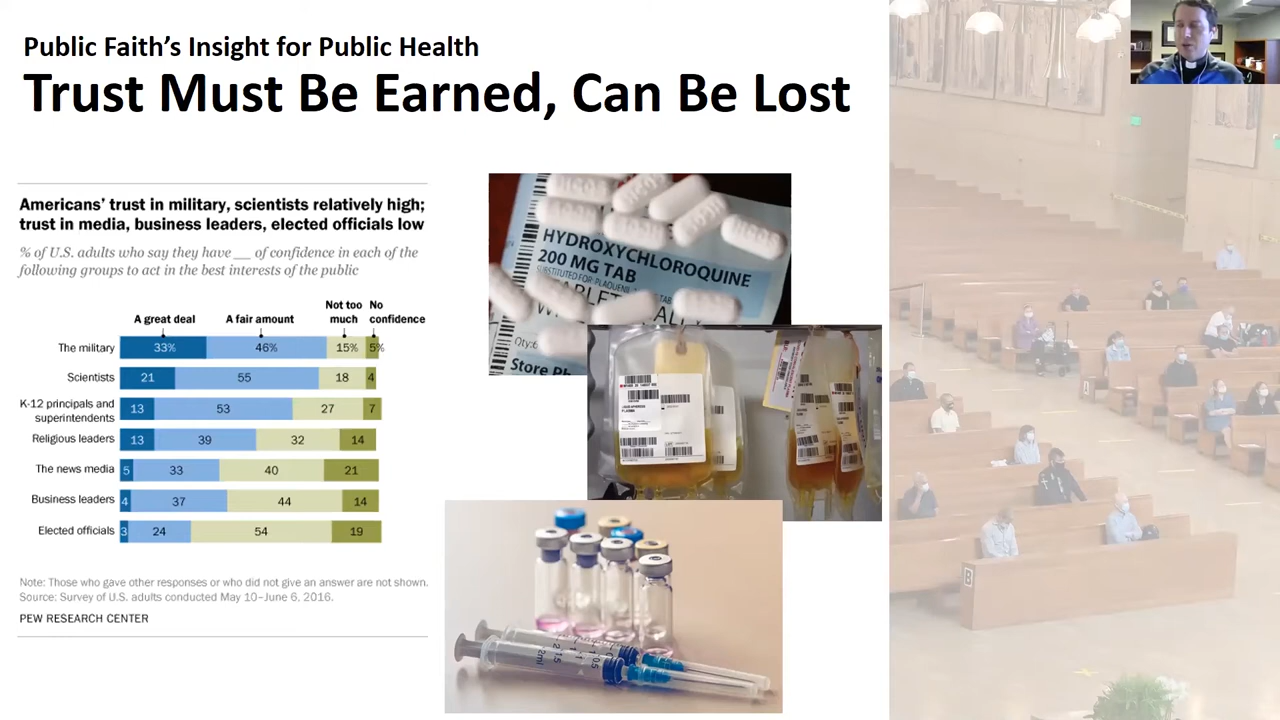 Public Faith's Insight for Public Health
Trust Must Be Earned, Can Be Lost
Americans' trust in military, scientists relatively high;
trust in media, business leaders, elected officials low
% of U.S. adults who say they have __ of confidence in each of the
following groups to act in the best interests of the public
A great deal A fair amount Not too much No confidence
The military 33% 46% 15% 5%
Scientists 21 55 18 4
K-12 principals and superintendents 13 53 27 7
Religious leaders 13 39 32 14
The news media 5 33 40 21
Business leaders 4 37 44 14
Elected officials 3 24 54 19
Note: Those who gave other responses or who did not give an answer are not shown.
Source: Survey of U.S. adults conducted May 10–June 6, 2016.
PEW RESEARCH CENTER
HYDROXYCHLOROQUINE
200 MG TAB
Store
B